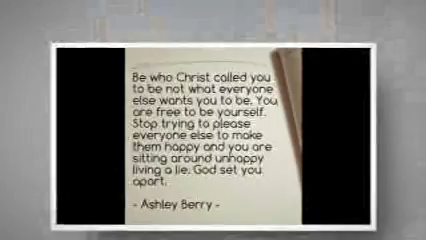 Be who Christ called you
to be not what everyone
else wants you to be. You
are free to be yourself.
Stop trying to please
everyone else to make
them happy and you are
sitting around unhappy
living a lie. God set you
apart.
- Ashley Berry -